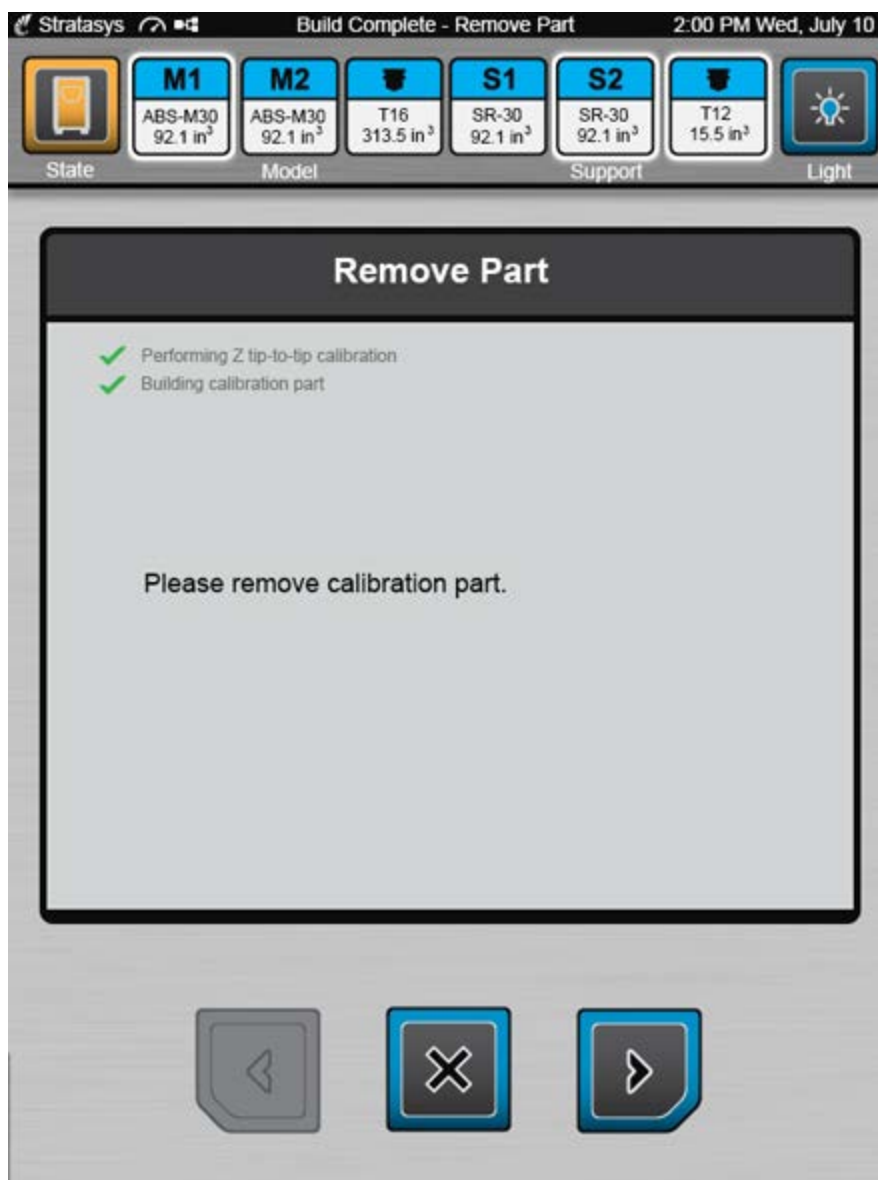 Stratasys Build Complete - Remove Part 2:00 PM Wed, July 10
M1 M2 S1 S2
ABS-M30 ABS-M30 T16 SR-30 SR-30 T12
92.1 in³ 92.1 in³ 313.5 in³ 92.1 in³ 92.1 in³ 15.5 in³
State Model Support Light
Remove Part
Performing Z tip-to-tip calibration
Building calibration part
Please remove calibration part.